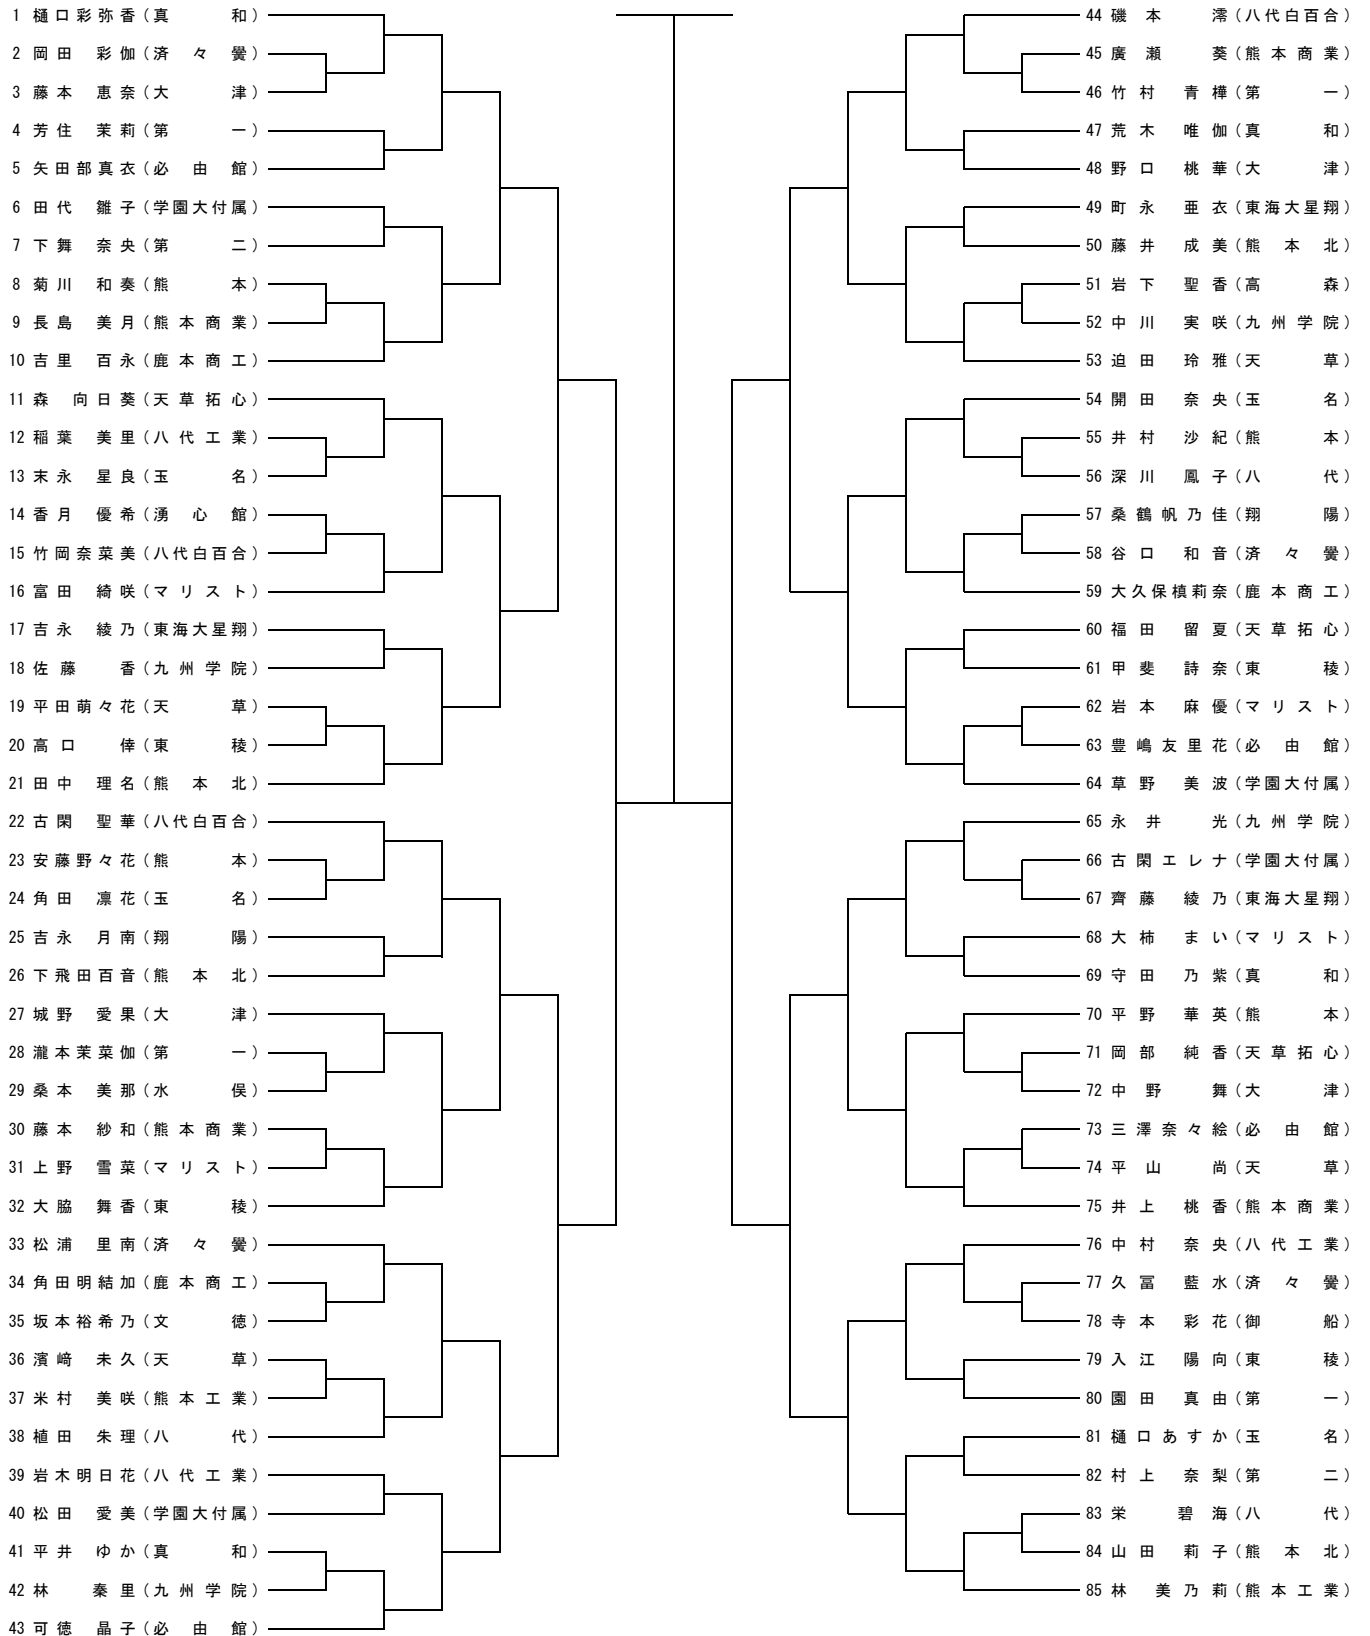 1 樋口彩弥香（真和）
2 岡田彩伽（済々黌）
3 藤本恵奈（大津）
4 芳住茉莉（第一）
5 矢田部真衣（必由館）
6 田代雛子（学園大付属）
7 下舞奈央（第二）
8 菊川和奏（熊本）
9 長島美月（熊本商業）
10 吉里百永（鹿本商工）
11 森向日葵（天草拓心）
12 稲葉美里（八代工業）
13 末永星良（玉名）
14 香月優希（湧心館）
15 竹岡奈菜美（八代白百合）
16 富田綺咲（マリスト）
17 吉永綾乃（東海大星翔）
18 佐藤香（九州学院）
19 平田萌々花（天草）
20 高口倖（東稜）
21 田中理名（熊本北）
22 古閑聖華（八代白百合）
23 安藤野々花（熊本）
24 角田凛花（玉名）
25 吉永月南（翔陽）
26 下飛田百音（熊本北）
27 城野愛果（大津）
28 瀧本茉菜伽（第一）
29 桑本美那（水俣）
30 藤本紗和（熊本商業）
31 上野雪菜（マリスト）
32 大脇舞香（東稜）
33 松浦里南（済々黌）
34 角田明結加（鹿本商工）
35 坂本裕希乃（文徳）
36 濱﨑未久（天草）
37 米村美咲（熊本工業）
38 植田朱理（八代）
39 岩木明日花（八代工業）
40 松田愛美（学園大付属）
41 平井ゆか（真和）
42 林秦里（九州学院）
43 可徳晶子（必由館）
44 磯本澪（八代白百合）
45 廣瀬葵（熊本商業）
46 竹村青樺（第一）
47 荒木唯伽（真和）
48 野口桃華（大津）
49 町永亜衣（東海大星翔）
50 藤井成美（熊本北）
51 岩下聖香（高森）
52 中川実咲（九州学院）
53 迫田玲雅（天草）
54 開田奈央（玉名）
55 井村沙紀（熊本）
56 深川鳳子（八代）
57 桑鶴帆乃佳（翔陽）
58 谷口和音（済々黌）
59 大久保槙莉奈（鹿本商工）
60 福田留夏（天草拓心）
61 甲斐詩奈（東稜）
62 岩本麻優（マリスト）
63 豊嶋友里花（必由館）
64 草野美波（学園大付属）
65 永井光（九州学院）
66 古閑エレナ（学園大付属）
67 齊藤綾乃（東海大星翔）
68 大柿まい（マリスト）
69 守田乃紫（真和）
70 平野華英（熊本）
71 岡部純香（天草拓心）
72 中野舞（大津）
73 三澤奈々絵（必由館）
74 平山尚（天草）
75 井上桃香（熊本商業）
76 中村奈央（八代工業）
77 久冨藍水（済々黌）
78 寺本彩花（御船）
79 入江陽向（東稜）
80 園田真由（第一）
81 樋口あすか（玉名）
82 村上奈梨（第二）
83 栄碧海（八代）
84 山田莉子（熊本北）
85 林美乃莉（熊本工業）